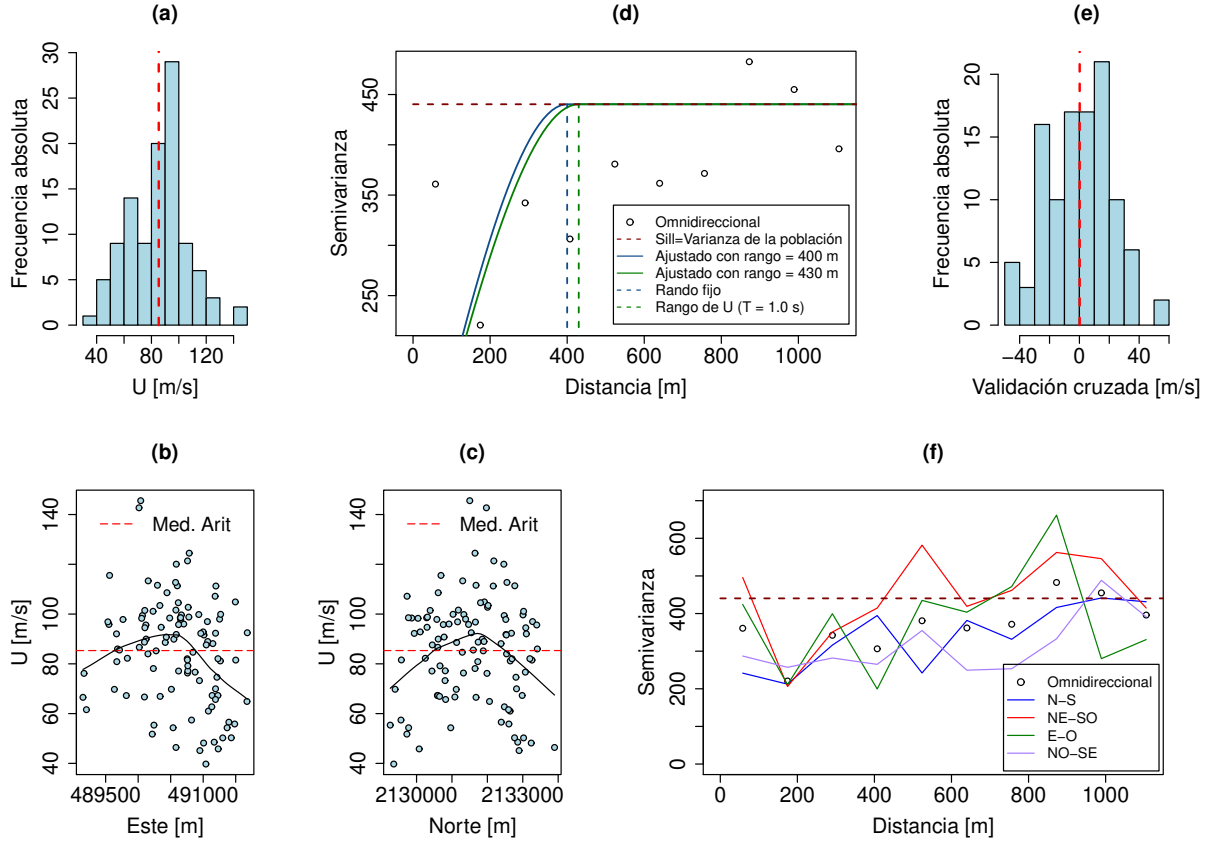 (a)
Frecuencia absoluta
30
25
20
15
10
5
0
40
80
120
U [m/s]
(d)
Semivarianza
450
350
250
Omnidireccional
Sill=Varianza de la población
Ajustado con rango = 400 m
Ajustado con rango = 430 m
Rando fijo
Rango de U (T = 1.0 s)
0
200
400
600
800
1000
Distancia [m]
(e)
Frecuencia absoluta
20
15
10
5
0
−40
0
40
Validación cruzada [m/s]
(b)
U [m/s]
140
120
100
80
60
40
Med. Arit
489500
491000
Este [m]
(c)
U [m/s]
140
120
100
80
60
40
Med. Arit
2130000
2133000
Norte [m]
(f)
Semivarianza
600
400
200
0
Omnidireccional
N−S
NE−SO
E−O
NO−SE
0
200
400
600
800
1000
Distancia [m]